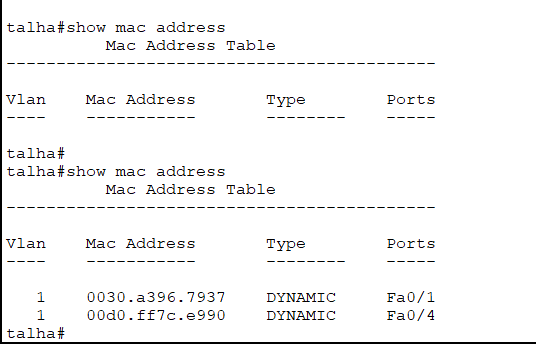 talha#show mac address
Mac Address Table
-------------------------------------------
Vlan    Mac Address       Type        Ports
----    -----------       --------    -----
talha#
talha#show mac address
Mac Address Table
-------------------------------------------
Vlan    Mac Address       Type        Ports
----    -----------       --------    -----
1    0030.a396.7937    DYNAMIC     Fa0/1
1    00d0.ff7c.e990    DYNAMIC     Fa0/4
talha#